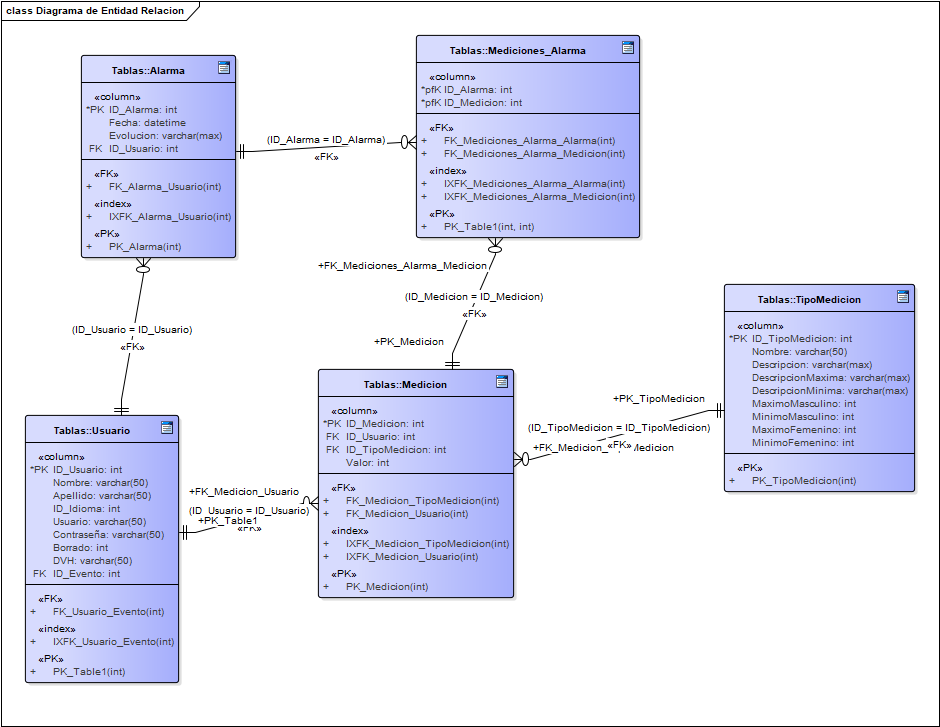 class Diagrama de Entidad Relacion
Tablas::Alarma
«column»
*PK ID_Alarma: int
Fecha: datetime
Evolucion: varchar(max)
FK ID_Usuario: int
«FK»
+ FK_Alarma_Usuario(int)
«index»
+ IXFK_Alarma_Usuario(int)
«PK»
+ PK_Alarma(int)
(ID_Alarma = ID_Alarma)
«FK»
Tablas::Mediciones_Alarma
«column»
*pfK ID_Alarma: int
*pfK ID_Medicion: int
«FK»
+ FK_Mediciones_Alarma_Alarma(int)
+ FK_Mediciones_Alarma_Medicion(int)
«index»
+ IXFK_Mediciones_Alarma_Alarma(int)
+ IXFK_Mediciones_Alarma_Medicion(int)
«PK»
+ PK_Table1(int, int)
+FK_Mediciones_Alarma_Medicion
(ID_Medicion = ID_Medicion)
«FK»
+PK_Medicion
(ID_Usuario = ID_Usuario)
«FK»
Tablas::TipoMedicion
«column»
*PK ID_TipoMedicion: int
Nombre: varchar(50)
Descripcion: varchar(max)
DescripcionMaxima: varchar(max)
DescripcionMinima: varchar(max)
MaximoMasculino: int
MinimoMasculino: int
MaximoFemenino: int
MinimoFemenino: int
«PK»
+ PK_TipoMedicion(int)
Tablas::Medicion
«column»
*PK ID_Medicion: int
FK ID_Usuario: int
FK ID_TipoMedicion: int
Valor: int
«FK»
+ FK_Medicion_TipoMedicion(int)
+ FK_Medicion_Usuario(int)
«index»
+ IXFK_Medicion_TipoMedicion(int)
+ IXFK_Medicion_Usuario(int)
«PK»
+ PK_Medicion(int)
+PK_TipoMedicion
(ID_TipoMedicion = ID_TipoMedicion)
+FK_Medicion_ «FK» Medicion
Tablas::Usuario
«column»
*PK ID_Usuario: int
Nombre: varchar(50)
Apellido: varchar(50)
ID_Idioma: int
Usuario: varchar(50)
Contraseña: varchar(50)
Borrado: int
DVH: varchar(50)
FK ID_Evento: int
«FK»
+ FK_Usuario_Evento(int)
«index»
+ IXFK_Usuario_Evento(int)
«PK»
+ PK_Table1(int)
+FK_Medicion_Usuario
(ID_Usuario = ID_Usuario)
+PK_Table1
«FK»